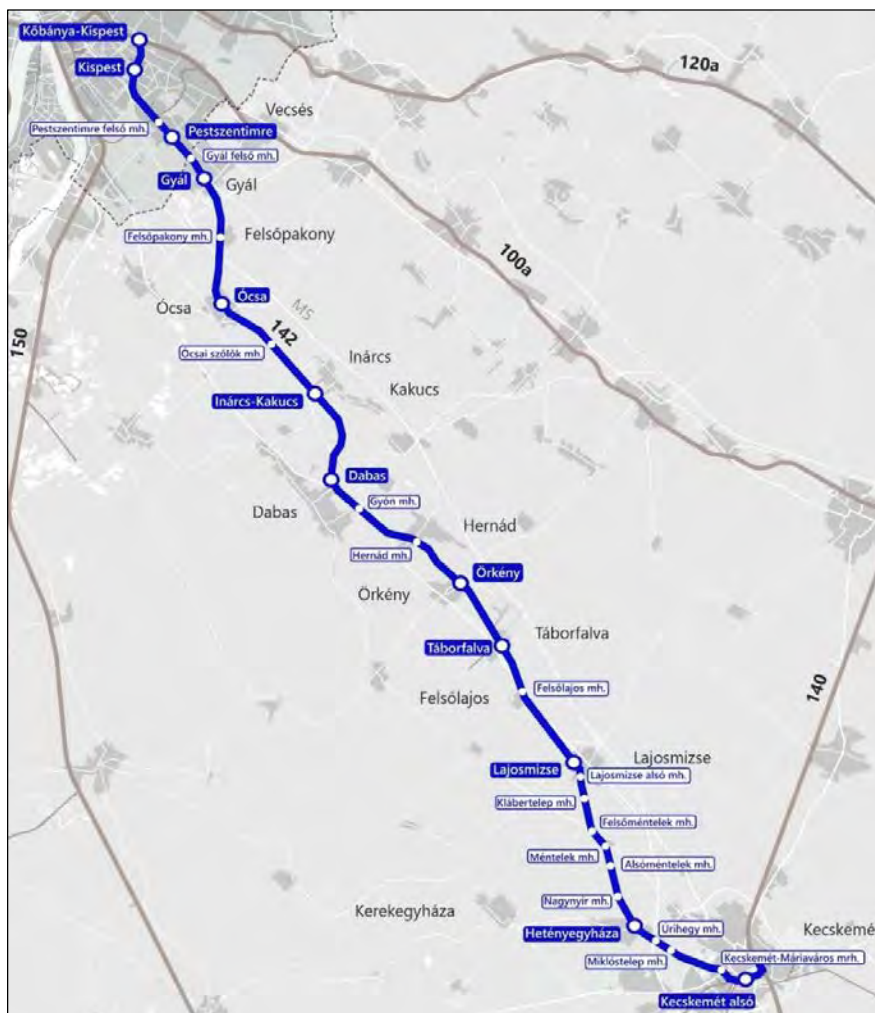 Kőbánya-Kispest
120a
Kispest
Vecsés
Pestszentimre felső mh.
Pestszentimre
Gyál felső mh.
Gyál
Gyál
Felsőpakony mh.
Felsőpakony
100a
Ócsa
Ócsa
M5
150
142
Ócsai szőlők mh.
Inárcs
Kakucs
Inárcs-Kakucs
Dabas
Gyón mh.
Dabas
Hernád
Hernád mh.
Örkény
Örkény
Táborfalva
Táborfalva
140
Felsőlajos mh.
Felsőlajos
Lajosmizse
Lajosmizse
Lajosmizse alsó mh.
Klábertelep mh.
Felsőméntelek mh.
Méntelek mh.
Alsóméntelek mh.
Nagynyír mh.
Kerekegyháza
Hetényegyháza
Úrihegy mh.
Kecskemé
Miklóstelep mh.
Kecskemét-Máriaváros mrh.
Kecskemét alsó